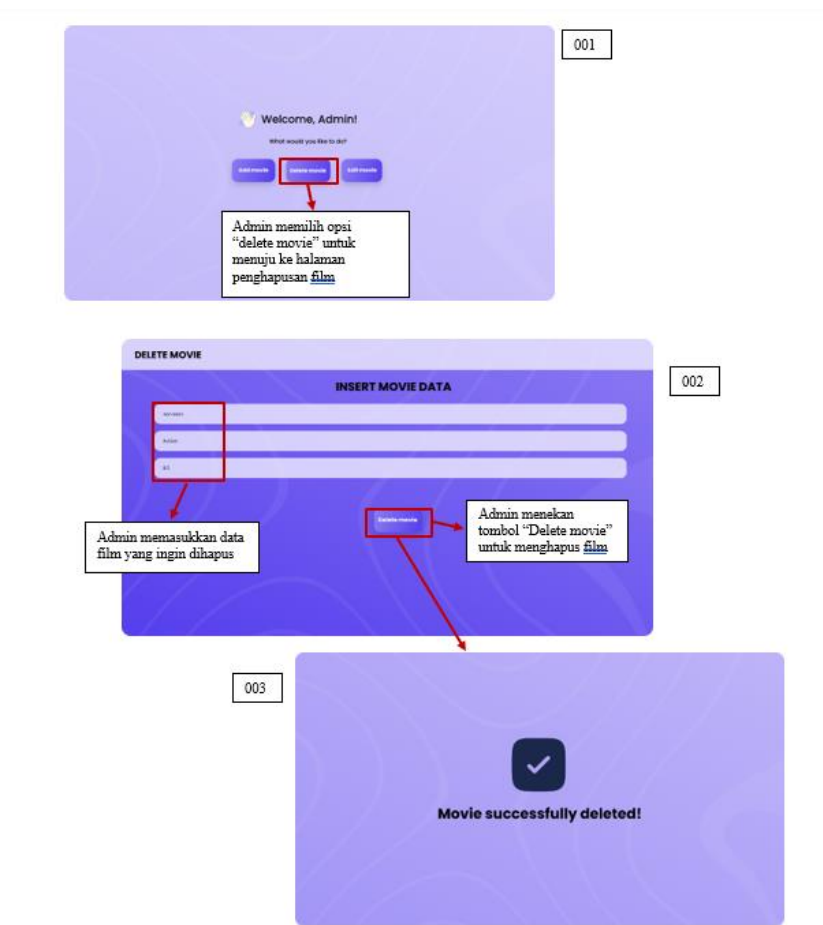 001
Welcome, Admin!
What would you like to do?
Add movie
Delete movie
Edit movie
Admin memilih opsi
“delete movie” untuk
menuju ke halaman
penghapusan film
DELETE MOVIE
002
INSERT MOVIE DATA
Delete movie
Admin menekan
tombol “Delete movie”
untuk menghapus film
Admin memasukkan data
film yang ingin dihapus
003
Movie successfully deleted!